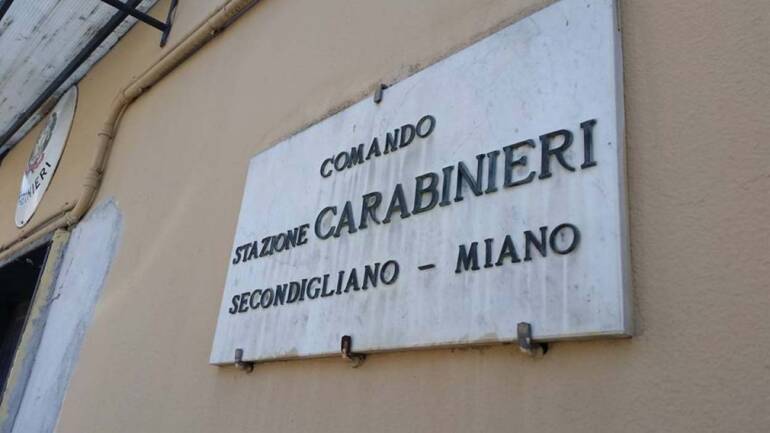 COMANDO
STAZIONE CARABINIERI
SECONDIGLIANO - MIANO